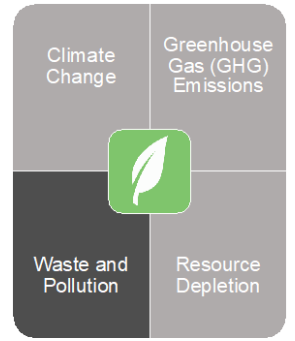 Climate
Change
Greenhouse
Gas (GHG)
Emissions
Waste and
Pollution
Resource
Depletion